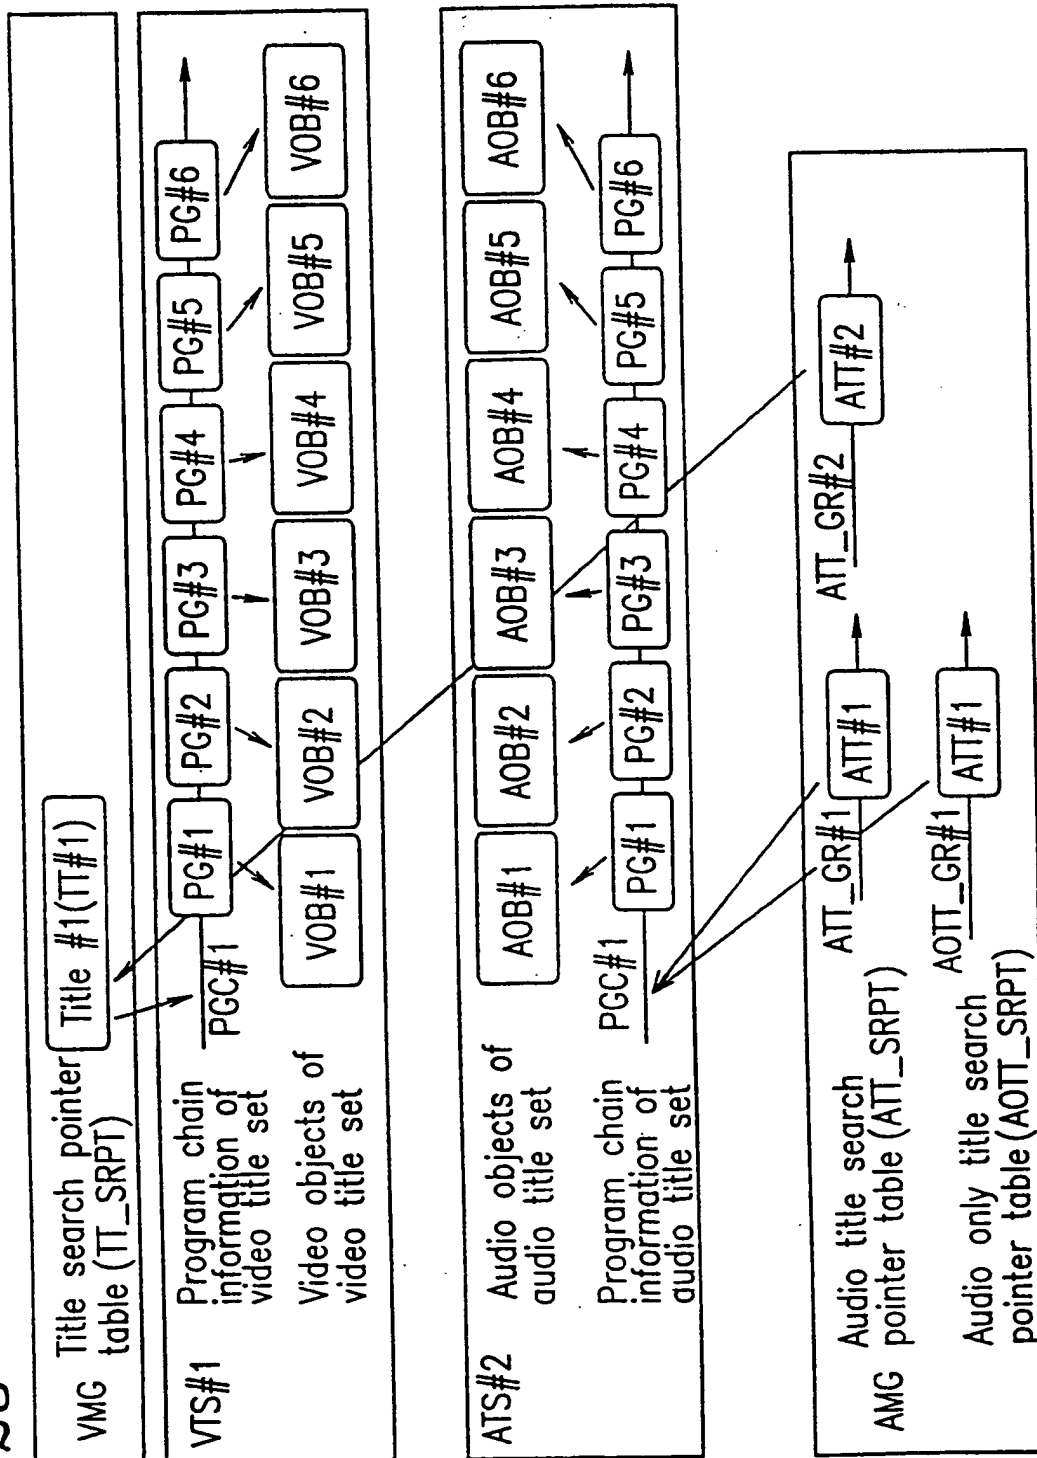 VMG
Title search pointer
table (TT_SRPT)
Title #1(TT#1)
VTS#1
Program chain
information of
video title set
PGC#1
PG#1
PG#2
PG#3
PG#4
PG#5
PG#6
Video objects of
video title set
VOB#1
VOB#2
VOB#3
VOB#4
VOB#5
VOB#6
ATS#2
Audio objects of
audio title set
AOB#1
AOB#2
AOB#3
AOB#4
AOB#5
AOB#6
Program chain
information of
audio title set
PGC#1
PG#1
PG#2
PG#3
PG#4
PG#5
PG#6
AMG
Audio title search
pointer table(ATT_SRPT)
ATT_GR#1
ATT#1
ATT_GR#2
ATT#2
Audio only title search
pointer table(AOTT_SRPT)
AOTT_GR#1
ATT#1